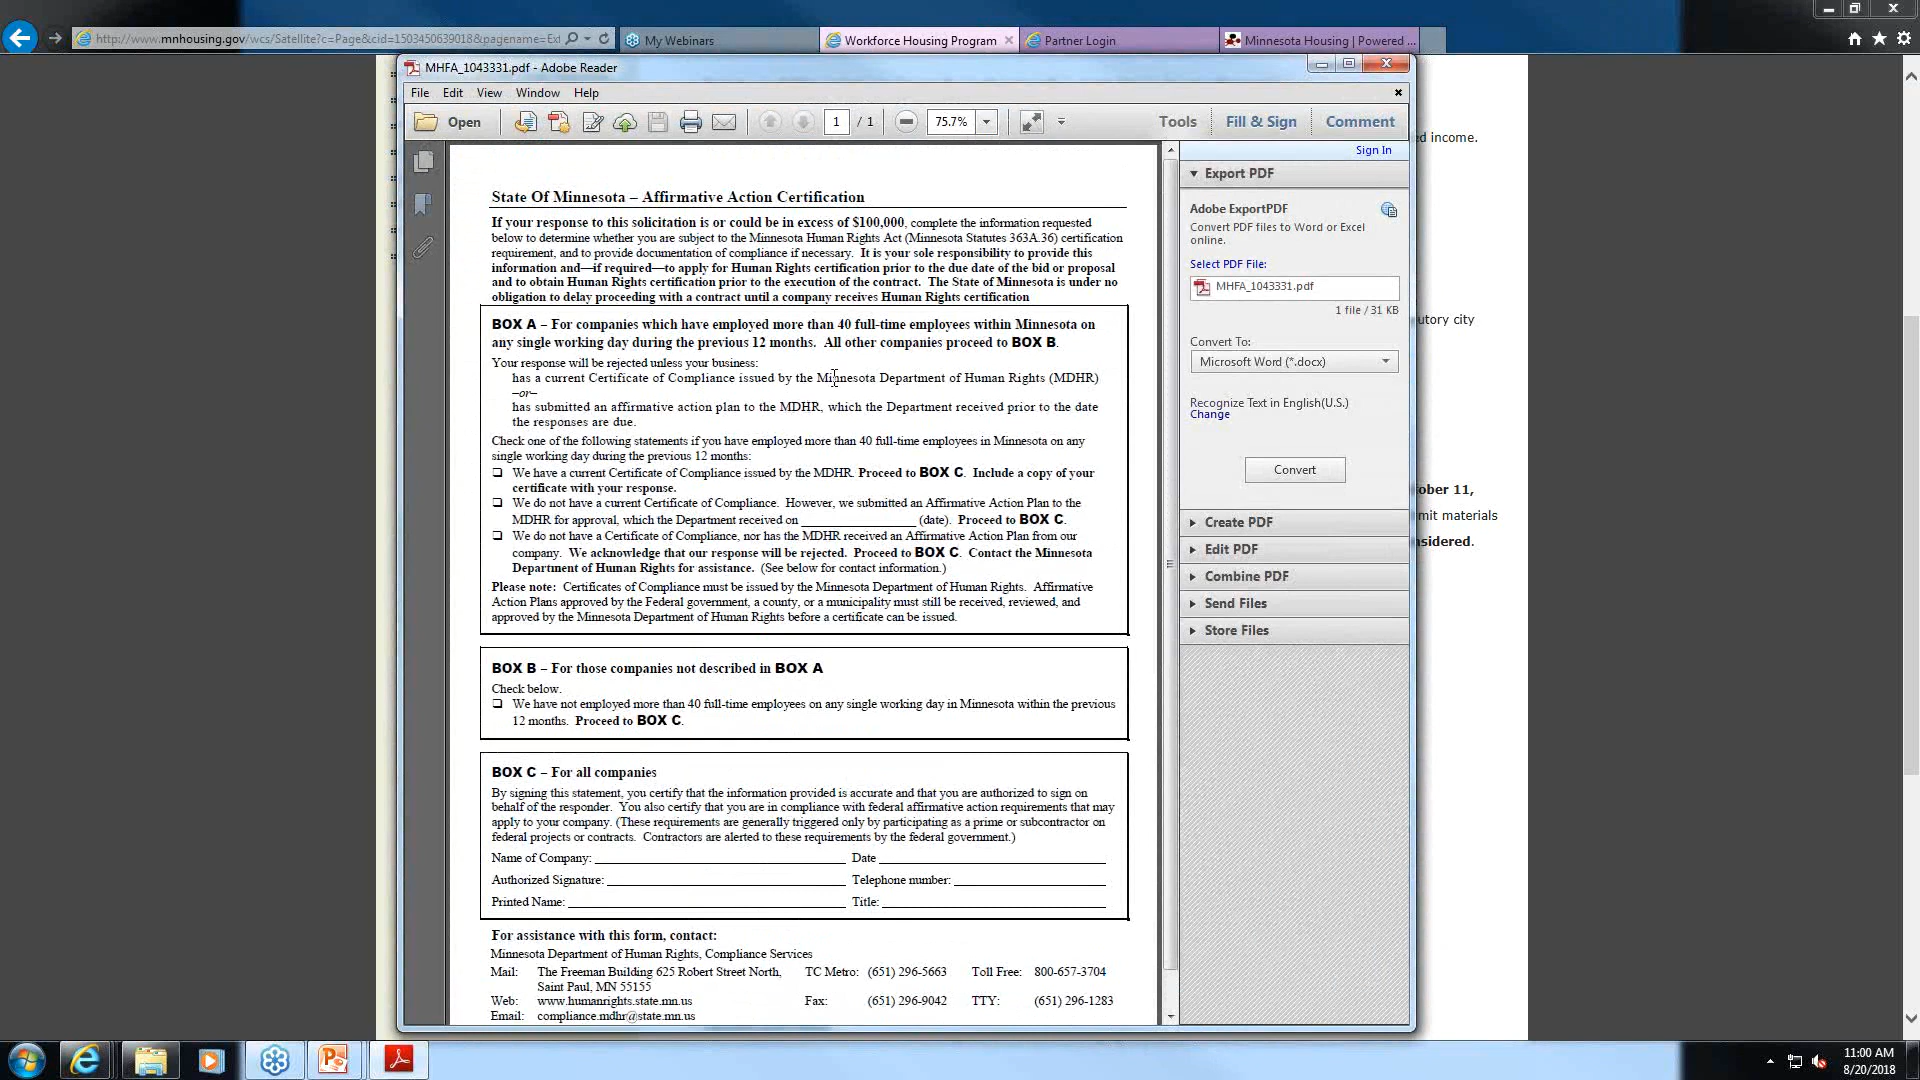 http://www.mnhousing.gov/wcs/Satellite?c=Page&cid=1503450639018&pagename=Ext
My Webinars
Workforce Housing Program
Partner Login
Minnesota Housing | Powered ...
MHFA_1043331.pdf - Adobe Reader
File Edit View Window Help
Open 1 / 1 75.7% Tools Fill & Sign Comment
State Of Minnesota – Affirmative Action Certification
If your response to this solicitation is or could be in excess of $100,000, complete the information requested
below to determine whether you are subject to the Minnesota Human Rights Act (Minnesota Statutes 363A.36) certification
requirement, and to provide documentation of compliance if necessary. It is your sole responsibility to provide this
information and—if required—to apply for Human Rights certification prior to the due date of the bid or proposal
and to obtain Human Rights certification prior to the execution of the contract. The State of Minnesota is under no
obligation to delay proceeding with a contract until a company receives Human Rights certification
BOX A – For companies which have employed more than 40 full-time employees within Minnesota on
any single working day during the previous 12 months. All other companies proceed to BOX B.
Your response will be rejected unless your business:
has a current Certificate of Compliance issued by the Minnesota Department of Human Rights (MDHR)
–or–
has submitted an affirmative action plan to the MDHR, which the Department received prior to the date
the responses are due.
Check one of the following statements if you have employed more than 40 full-time employees in Minnesota on any
single working day during the previous 12 months:
❑ We have a current Certificate of Compliance issued by the MDHR. Proceed to BOX C. Include a copy of your
certificate with your response.
❑ We do not have a current Certificate of Compliance. However, we submitted an Affirmative Action Plan to the
MDHR for approval, which the Department received on __________________ (date). Proceed to BOX C.
❑ We do not have a Certificate of Compliance, nor has the MDHR received an Affirmative Action Plan from our
company. We acknowledge that our response will be rejected. Proceed to BOX C. Contact the Minnesota
Department of Human Rights for assistance. (See below for contact information.)
Please note: Certificates of Compliance must be issued by the Minnesota Department of Human Rights. Affirmative
Action Plans approved by the Federal government, a county, or a municipality must still be received, reviewed, and
approved by the Minnesota Department of Human Rights before a certificate can be issued.
BOX B – For those companies not described in BOX A
Check below.
❑ We have not employed more than 40 full-time employees on any single working day in Minnesota within the previous
12 months. Proceed to BOX C.
BOX C – For all companies
By signing this statement, you certify that the information provided is accurate and that you are authorized to sign on
behalf of the responder. You also certify that you are in compliance with federal affirmative action requirements that may
apply to your company. (These requirements are generally triggered only by participating as a prime or subcontractor on
federal projects or contracts. Contractors are alerted to these requirements by the federal government.)
Name of Company: ____________________ Date ____________________
Authorized Signature: ____________________ Telephone number: ____________________
Printed Name: ____________________ Title: ____________________
For assistance with this form, contact:
Minnesota Department of Human Rights, Compliance Services
Mail: The Freeman Building 625 Robert Street North, TC Metro: (651) 296-5663 Toll Free: 800-657-3704
Saint Paul, MN 55155
Web: www.humanrights.state.mn.us Fax: (651) 296-9042 TTY: (651) 296-1283
Email: compliance.mdhr@state.mn.us
Sign In
Export PDF
Adobe ExportPDF
Convert PDF files to Word or Excel
online.
Select PDF File:
MHFA_1043331.pdf
1 file / 31 KB
Convert To:
Microsoft Word (*.docx)
Recognize Text in English(U.S.)
Change
Convert
Create PDF
Edit PDF
Combine PDF
Send Files
Store Files
ed income.
utory city
ober 11,
mit materials
nsidered.
11:00 AM
8/20/2018